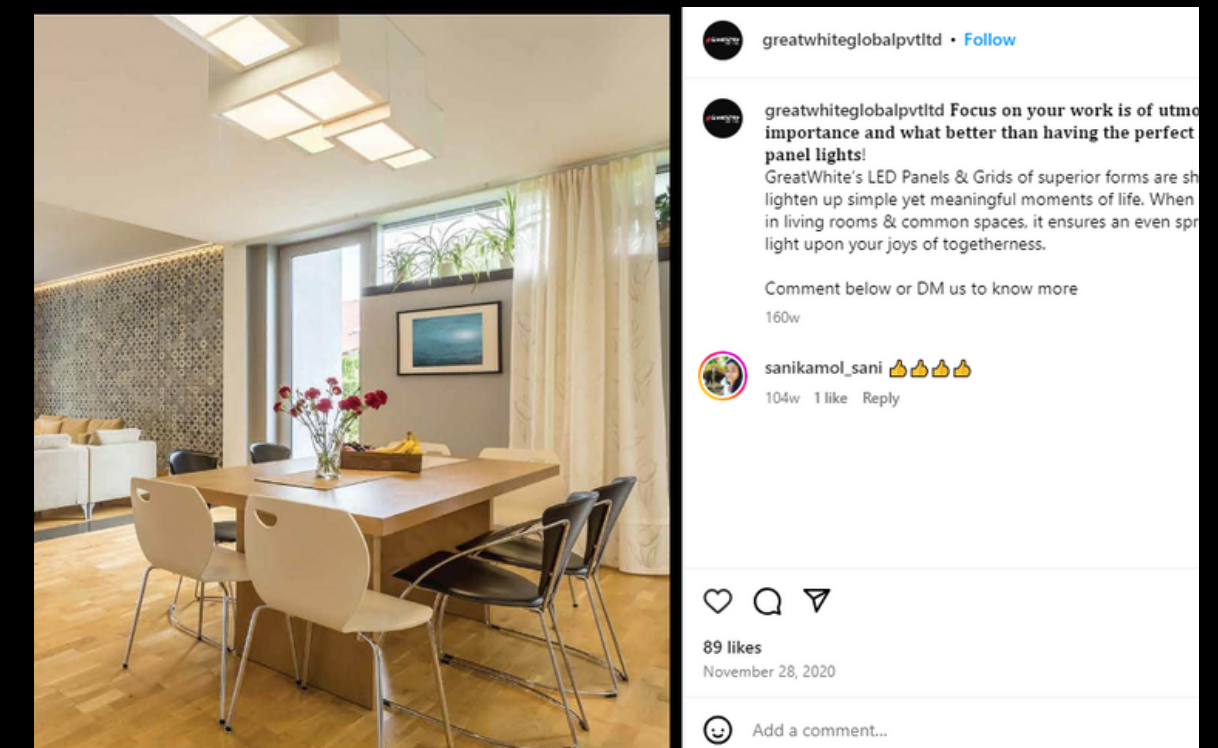 greatwhiteglobalpvtltd • Follow
greatwhiteglobalpvtltd Focus on your work is of utmo
importance and what better than having the perfect
panel lights!
GreatWhite's LED Panels & Grids of superior forms are sh
lighten up simple yet meaningful moments of life. When
in living rooms & common spaces, it ensures an even spr
light upon your joys of togetherness.
Comment below or DM us to know more
160w
sanikamol_sani 👍👍👍👍
104w 1 like Reply
89 likes
November 28, 2020
Add a comment...